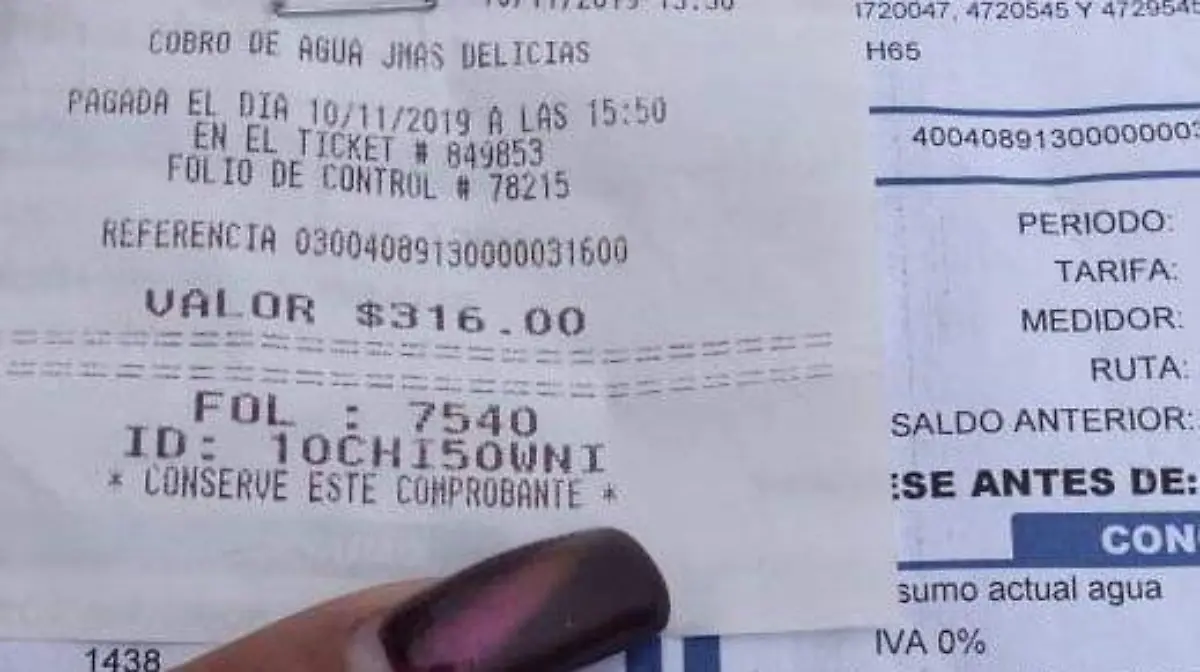 COBRO DE AGUA JMAS DELICIAS
PAGADA EL DIA 10/11/2019 A LAS 15:50
EN EL TICKET # 849853
FOLIO DE CONTROL # 78215
REFERENCIA 03004089130000031600
VALOR $316.00
FOL : 7540
ID: 10CHI50WNI
* CONSERVE ESTE COMPROBANTE *
1438
4720545 Y 4729545
H65
PERIODO:
TARIFA:
MEDIDOR:
RUTA:
SALDO ANTERIOR:
ANTES DE:
actual agua
IVA 0%